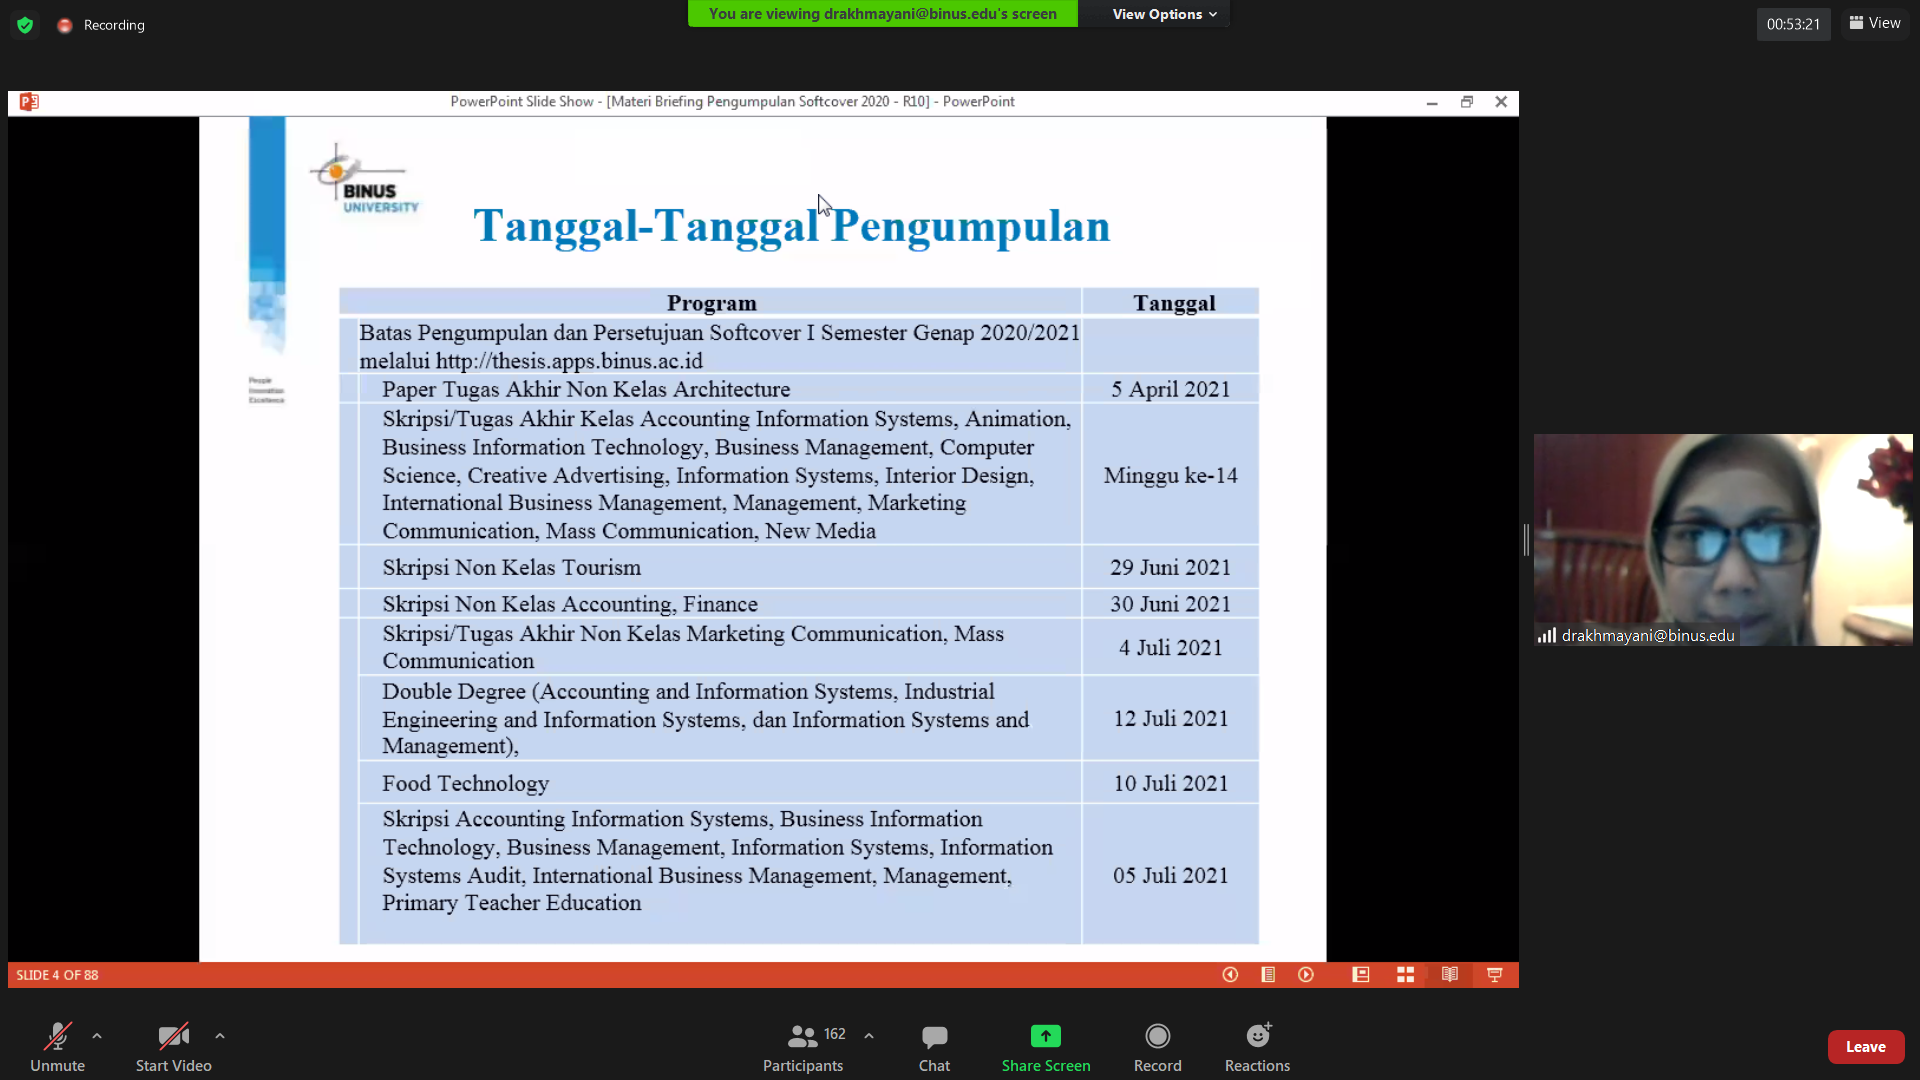 Recording
You are viewing drakhmayani@binus.edu's screen
View Options
00:53:21
View
PowerPoint Slide Show - [Materi Briefing Pengumpulan Softcover 2020 - R10] - PowerPoint
BINUS
UNIVERSITY
Tanggal-Tanggal Pengumpulan
People
Innovation
Excellence
Program
Tanggal
Batas Pengumpulan dan Persetujuan Softcover I Semester Genap 2020/2021
melalui http://thesis.apps.binus.ac.id
Paper Tugas Akhir Non Kelas Architecture
5 April 2021
Skripsi/Tugas Akhir Kelas Accounting Information Systems, Animation,
Business Information Technology, Business Management, Computer
Science, Creative Advertising, Information Systems, Interior Design,
International Business Management, Management, Marketing
Communication, Mass Communication, New Media
Minggu ke-14
Skripsi Non Kelas Tourism
29 Juni 2021
Skripsi Non Kelas Accounting, Finance
30 Juni 2021
Skripsi/Tugas Akhir Non Kelas Marketing Communication, Mass
Communication
4 Juli 2021
Double Degree (Accounting and Information Systems, Industrial
Engineering and Information Systems, dan Information Systems and
Management),
12 Juli 2021
Food Technology
10 Juli 2021
Skripsi Accounting Information Systems, Business Information
Technology, Business Management, Information Systems, Information
Systems Audit, International Business Management, Management,
Primary Teacher Education
05 Juli 2021
drakhmayani@binus.edu
SLIDE 4 OF 88
Unmute
Start Video
162
Participants
Chat
Share Screen
Record
Reactions
Leave